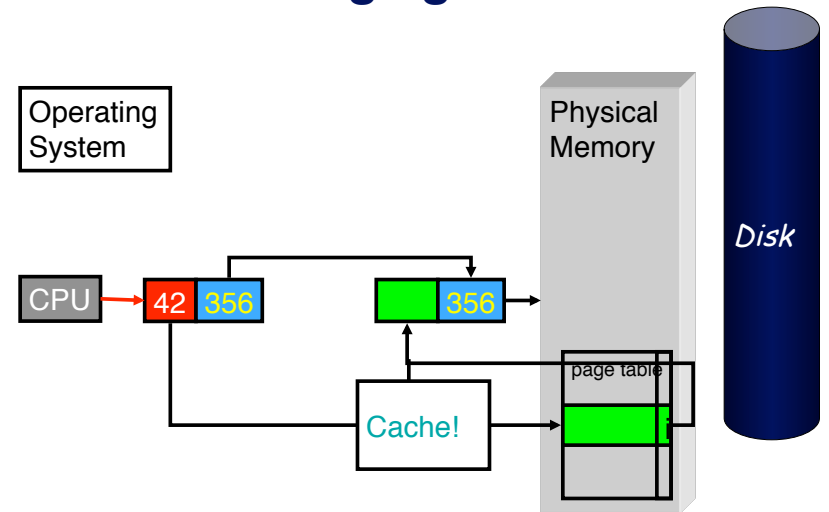 Operating
System
Physical
Memory
Disk
CPU
42 356
356
page table
Cache!
i